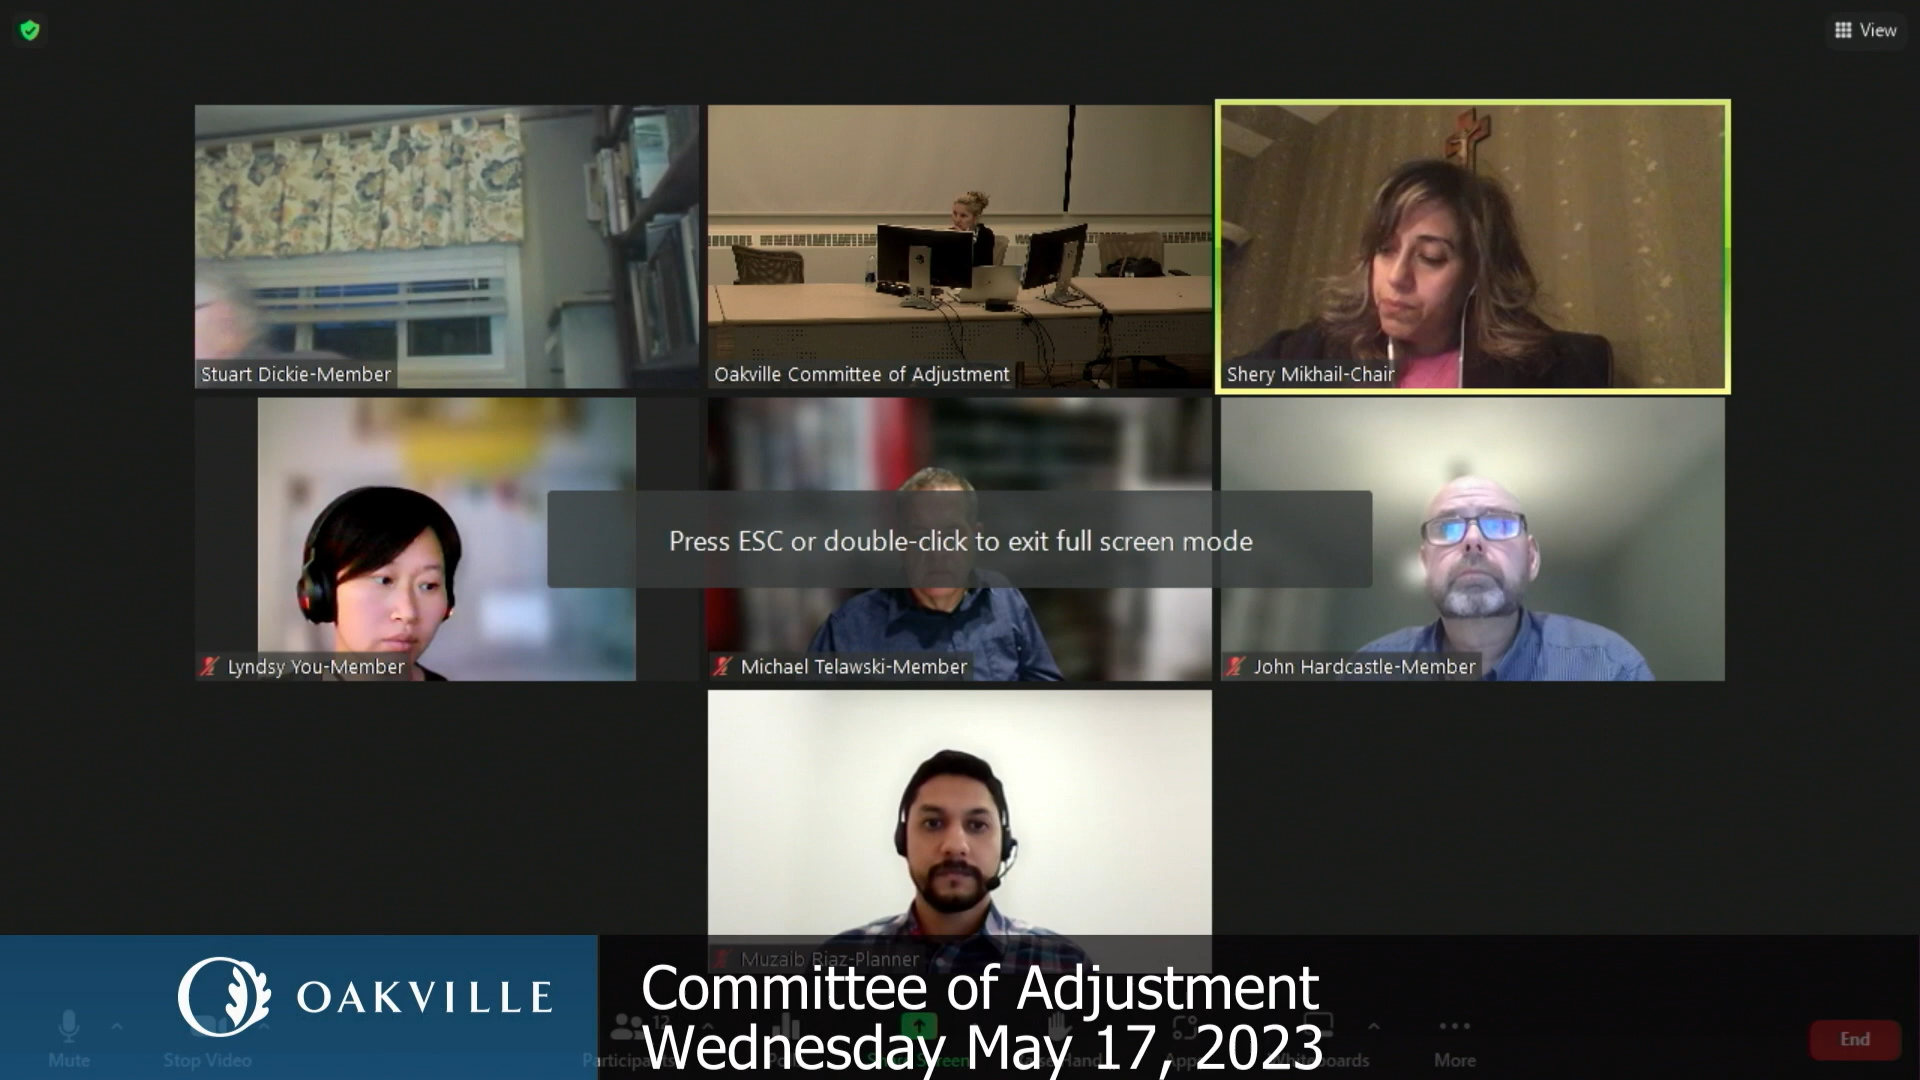 View
Stuart Dickie-Member
Oakville Committee of Adjustment
Shery Mikhail-Chair
Press ESC or double-click to exit full screen mode
Lyndsy You-Member
Michael Telawski-Member
John Hardcastle-Member
Muzaib Riaz-Planner
OAKVILLE
Committee of Adjustment
Wednesday May 17, 2023
Mute
Stop Video
Participants
12
More
End